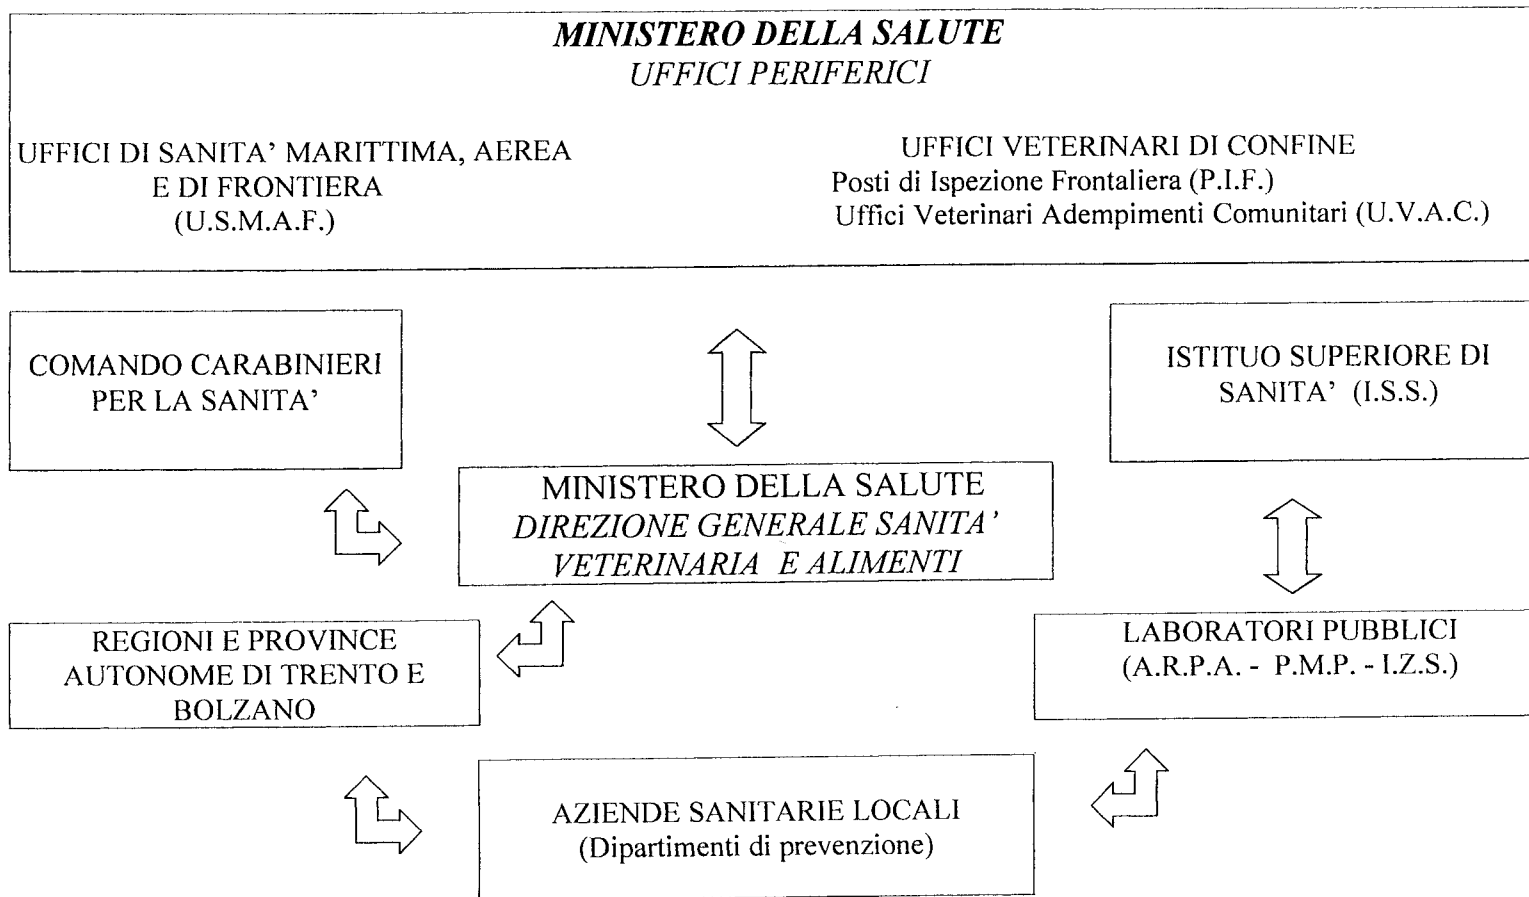 MINISTERO DELLA SALUTE
UFFICI PERIFERICI
UFFICI DI SANITA’ MARITTIMA, AEREA
E DI FRONTIERA
(U.S.M.A.F.)
UFFICI VETERINARI DI CONFINE
Posti di Ispezione Frontaliera (P.I.F.)
Uffici Veterinari Adempimenti Comunitari (U.V.A.C.)
COMANDO CARABINIERI
PER LA SANITA’
ISTITUO SUPERIORE DI
SANITA’ (I.S.S.)
MINISTERO DELLA SALUTE
DIREZIONE GENERALE SANITA’
VETERINARIA E ALIMENTI
REGIONI E PROVINCE
AUTONOME DI TRENTO E
BOLZANO
LABORATORI PUBBLICI
(A.R.P.A. - P.M.P. - I.Z.S.)
AZIENDE SANITARIE LOCALI
(Dipartimenti di prevenzione)